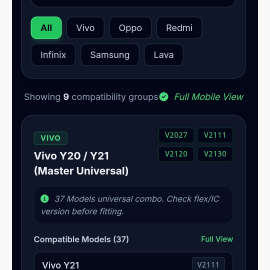 All Vivo Oppo Redmi
Infinix Samsung Lava
Showing 9 compatibility groups Full Mobile View
VIVO V2027 V2111
Vivo Y20 / Y21 V2120 V2130
(Master Universal)
37 Models universal combo. Check flex/IC
version before fitting.
Compatible Models (37) Full View
Vivo Y21 V2111